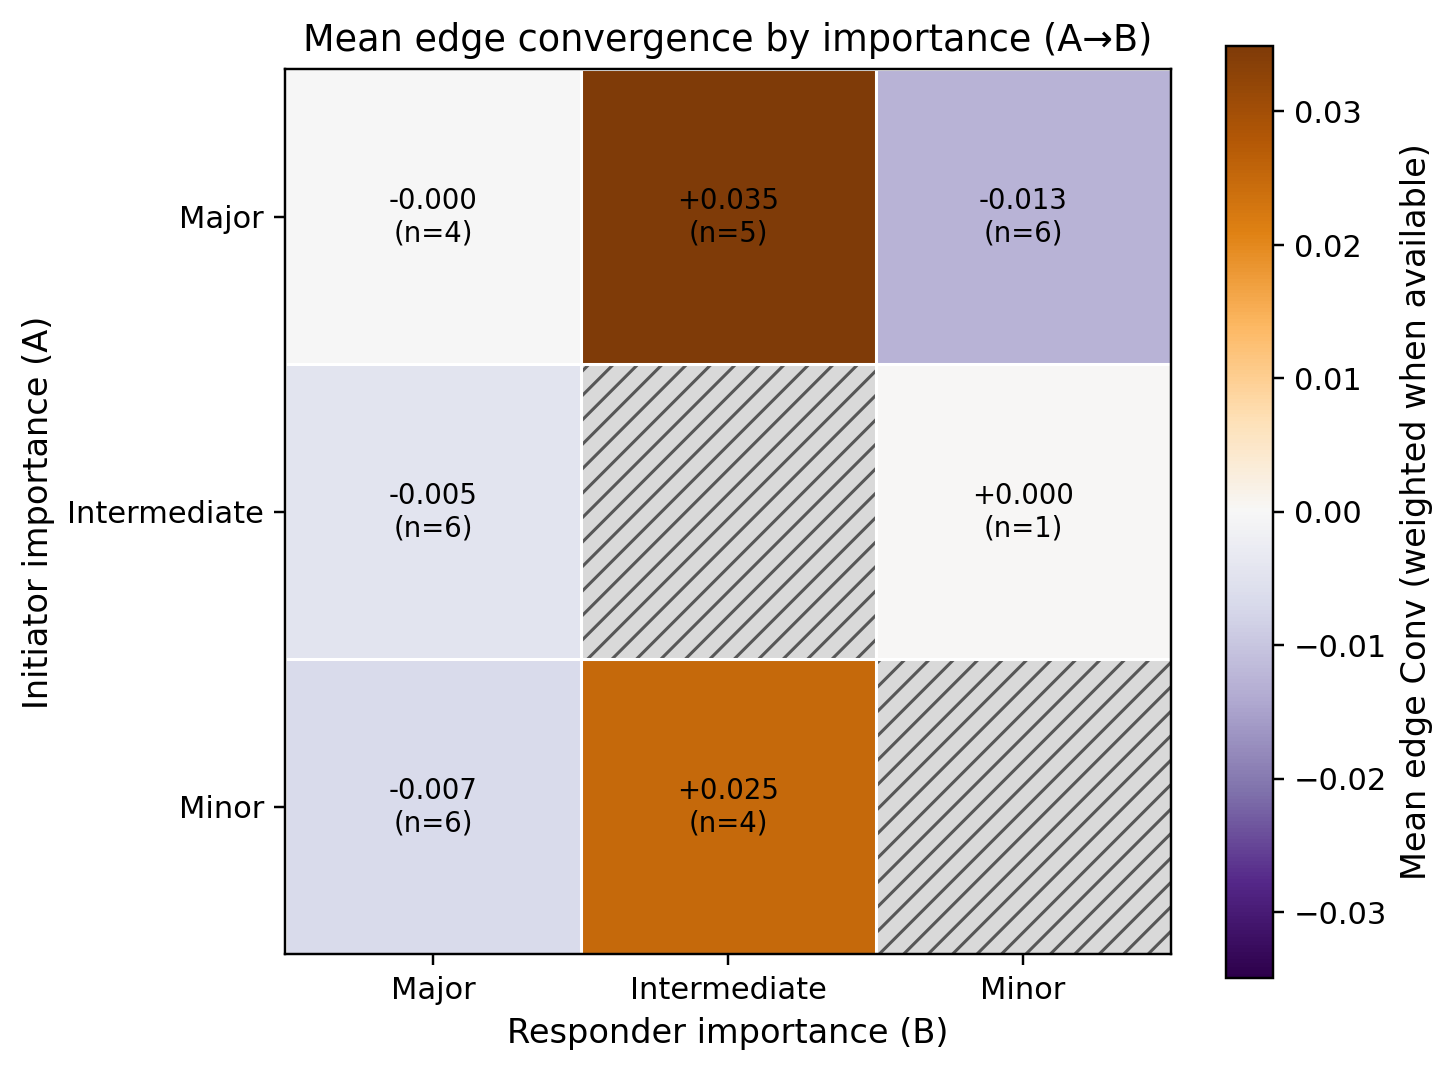 Mean edge convergence by importance (A→B)
Initiator importance (A)
Major
Intermediate
Minor
-0.000
(n=4)
+0.035
(n=5)
-0.013
(n=6)
-0.005
(n=6)
+0.000
(n=1)
-0.007
(n=6)
+0.025
(n=4)
Major
Intermediate
Minor
Responder importance (B)
0.03
0.02
0.01
0.00
−0.01
−0.02
−0.03
Mean edge Conv (weighted when available)